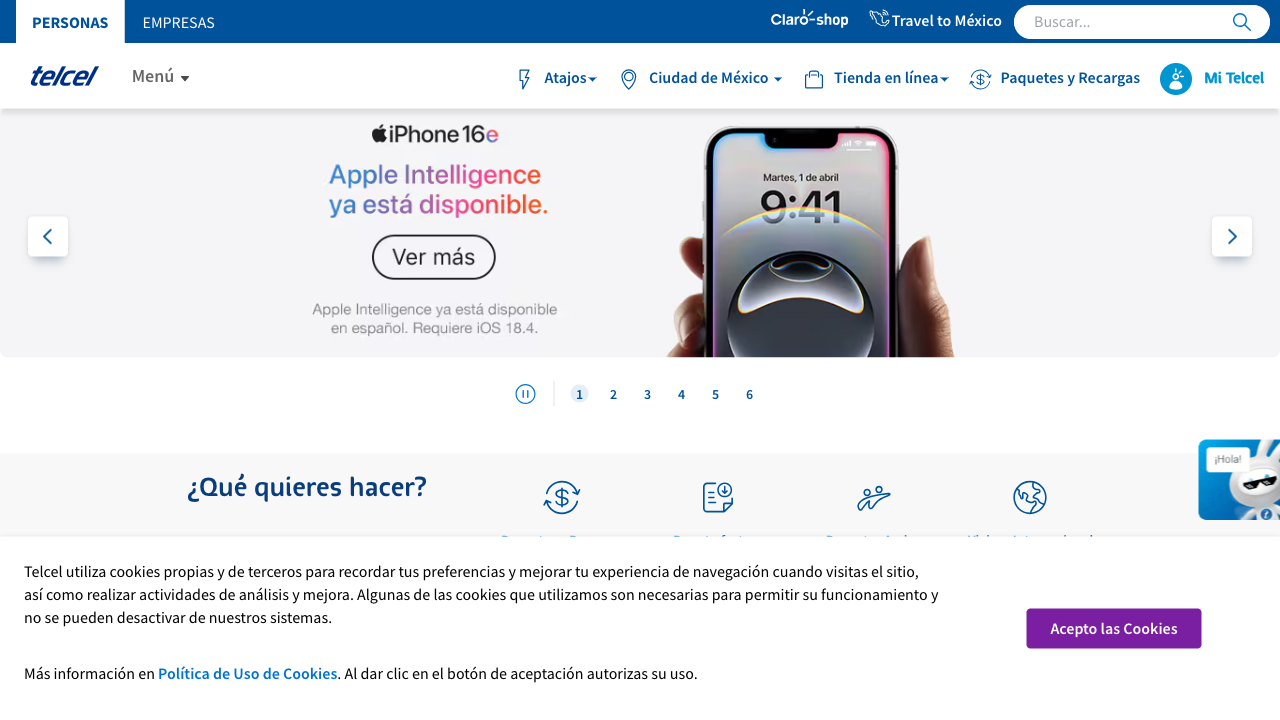 PERSONAS
EMPRESAS
Claro-shop
Travel to México
Buscar...
telcel
Menú
Atajos
Ciudad de México
Tienda en línea
Paquetes y Recargas
Mi Telcel
iPhone 16e
Apple Intelligence
ya está disponible.
Ver más
Apple Intelligence ya está disponible
en español. Requiere iOS 18.4.
Martes, 1 de abril
9:41
1 2 3 4 5 6
¿Qué quieres hacer?
¡Hola!
Telcel utiliza cookies propias y de terceros para recordar tus preferencias y mejorar tu experiencia de navegación cuando visitas el sitio,
así como realizar actividades de análisis y mejora. Algunas de las cookies que utilizamos son necesarias para permitir su funcionamiento y
no se pueden desactivar de nuestros sistemas.
Acepto las Cookies
Más información en Política de Uso de Cookies. Al dar clic en el botón de aceptación autorizas su uso.